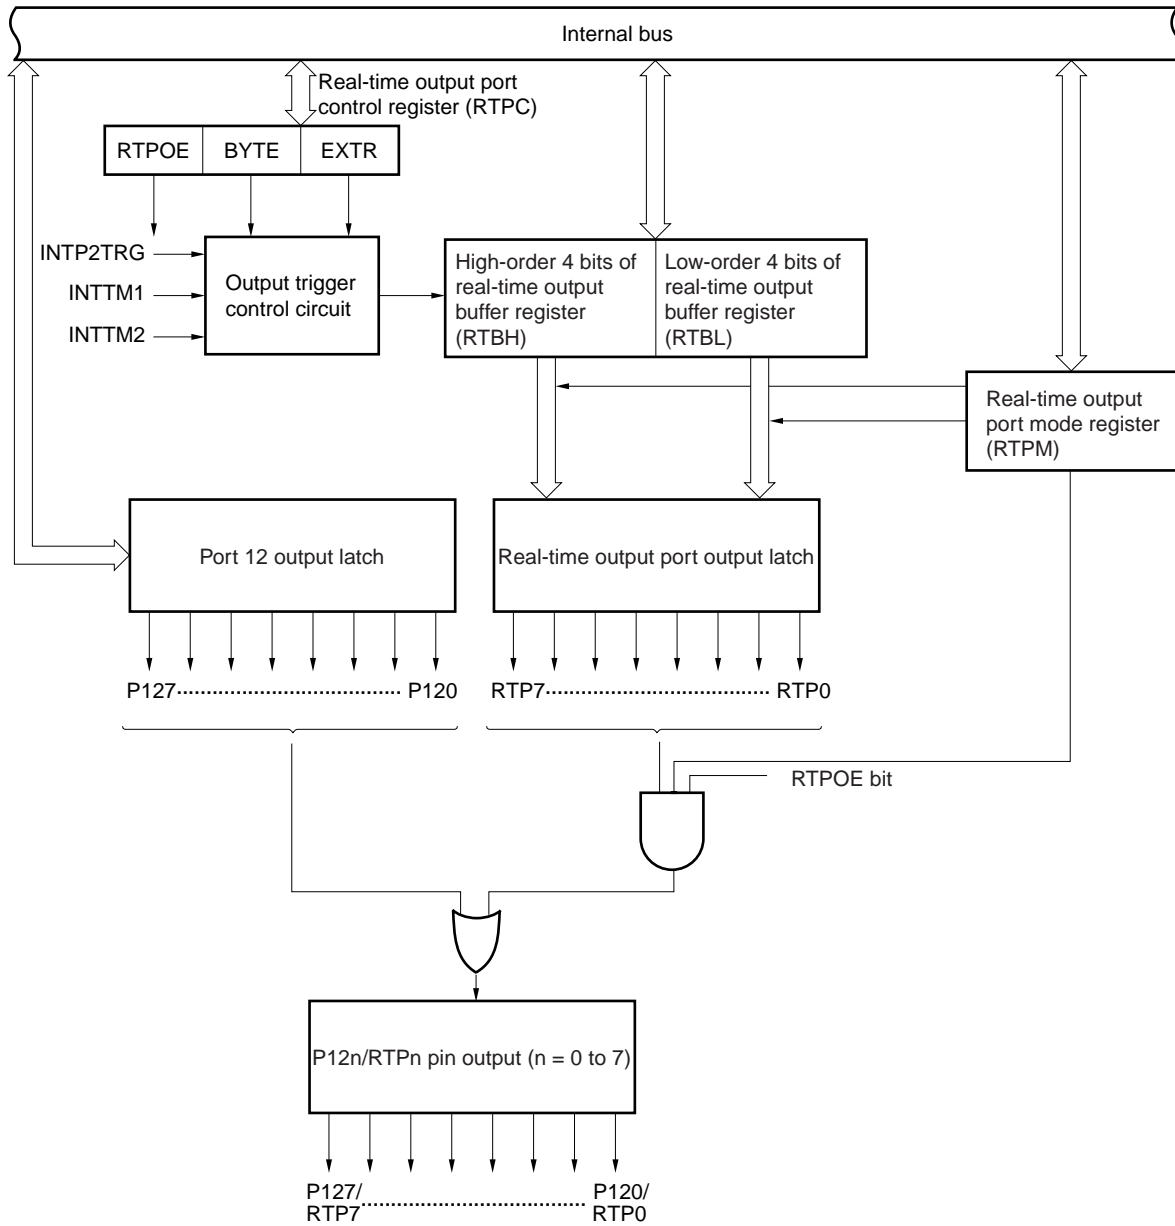 Internal bus
Real-time output port
control register (RTPC)
RTPOE BYTE EXTR
INTP2TRG
INTTM1
INTTM2
Output trigger
control circuit
High-order 4 bits of
real-time output
buffer register
(RTBH)
Low-order 4 bits of
real-time output
buffer register
(RTBL)
Real-time output
port mode register
(RTPM)
Port 12 output latch
Real-time output port output latch
P127 P120
RTP7 RTP0
RTPOE bit
P12n/RTPn pin output (n = 0 to 7)
P127/
RTP7
P120/
RTP0